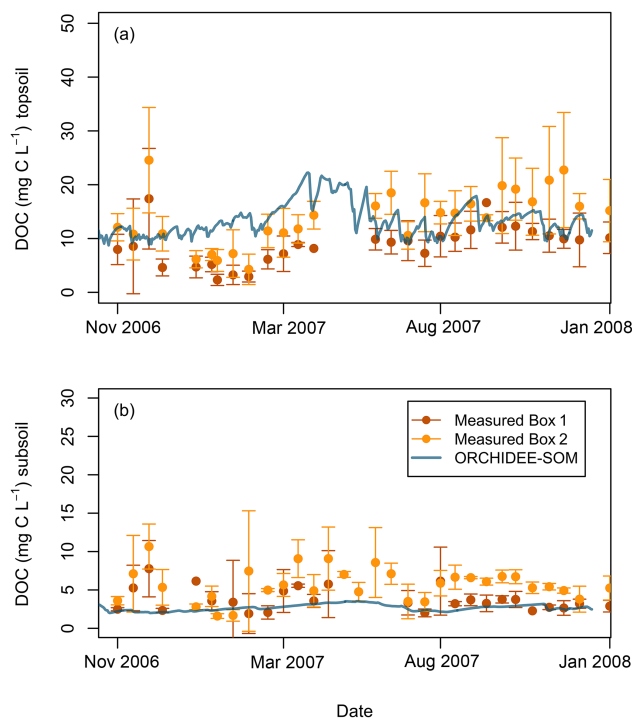 (a)
DOC (mg C L⁻¹) topsoil
50
40
30
20
10
0
Nov 2006 Mar 2007 Aug 2007 Jan 2008
(b)
DOC (mg C L⁻¹) subsoil
30
25
20
15
10
5
0
Measured Box 1
Measured Box 2
ORCHIDEE-SOM
Nov 2006 Mar 2007 Aug 2007 Jan 2008
Date